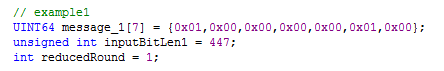 // example1
UINT64 message_1[7] = {0x01,0x00,0x00,0x00,0x00,0x01,0x00};
unsigned int inputBitLen1 = 447;
int reducedRound = 1;